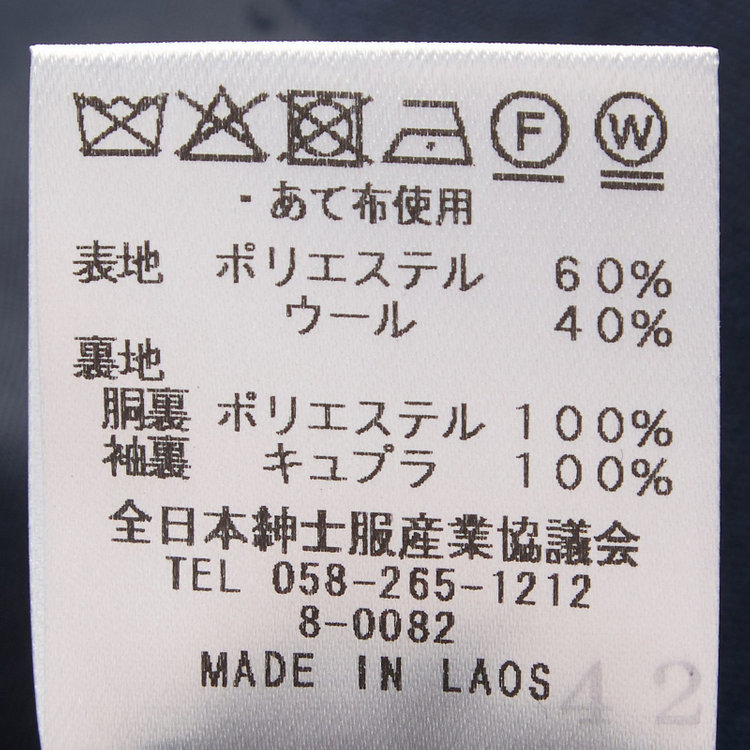 F W
・あて布使用
表地 ポリエステル 60%
ウール 40%
裏地
胴裏 ポリエステル 100%
袖裏 キュプラ 100%
全日本紳士服産業協議会
TEL 058-265-1212
8-0082
MADE IN LAOS
42